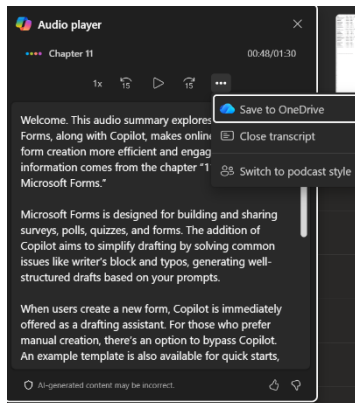 Audio player
Chapter 11
00:48/01:30
1x
15
15
Save to OneDrive
Close transcript
Switch to podcast style
Welcome. This audio summary explores
Forms, along with Copilot, makes onlin
form creation more efficient and engag
information comes from the chapter "1
Microsoft Forms."
Microsoft Forms is designed for building and sharing
surveys, polls, quizzes, and forms. The addition of
Copilot aims to simplify drafting by solving common
issues like writer's block and typos, generating well-
structured drafts based on your prompts.
When users create a new form, Copilot is immediately
offered as a drafting assistant. For those who prefer
manual creation, there's an option to bypass Copilot.
An example template is also available for quick starts,
AI-generated content may be incorrect.